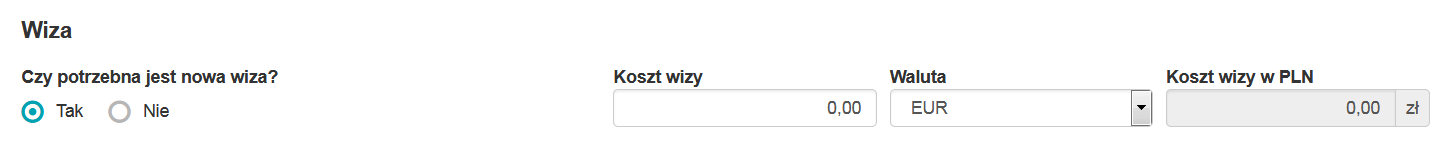 Wiza
Czy potrzebna jest nowa wiza? Koszt wizy Waluta Koszt wizy w PLN
Tak Nie 0,00 EUR 0,00 zł